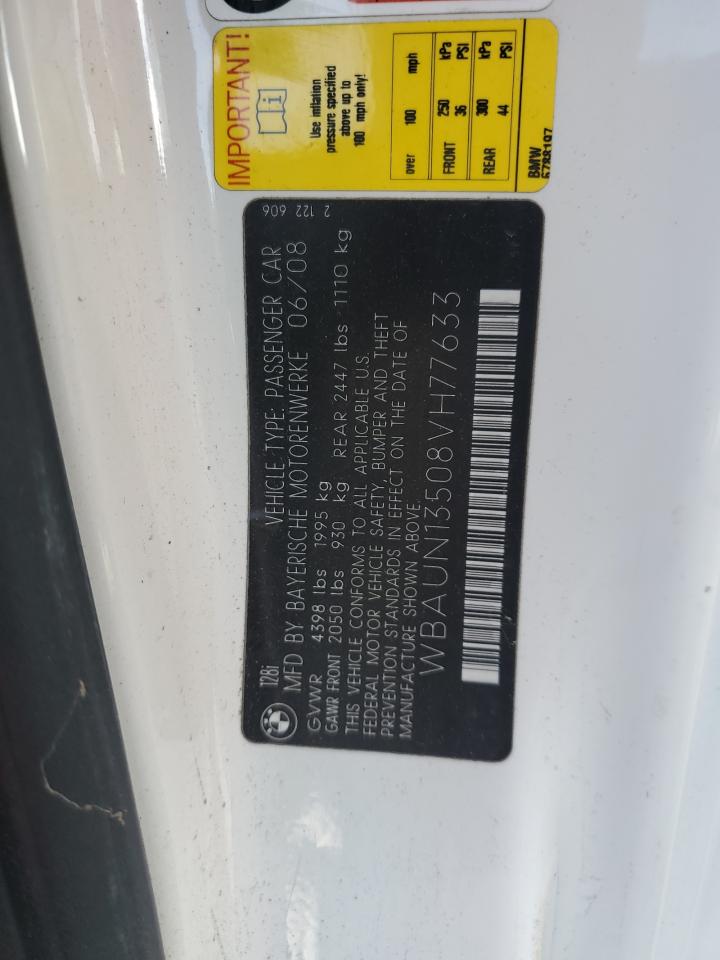 128i VEHICLE TYPE: PASSENGER CAR 2 122 606
MFD BY BAYERISCHE MOTORENWERKE 06/08
GVWR 4398 lbs 1995 kg
GAWR FRONT 2050 lbs 930 kg REAR 2447 lbs 1110 kg
THIS VEHICLE CONFORMS TO ALL APPLICABLE U.S.
FEDERAL MOTOR VEHICLE SAFETY, BUMPER AND THEFT
PREVENTION STANDARDS IN EFFECT ON THE DATE OF
MANUFACTURE SHOWN ABOVE.
WBAUN13508VH77633
IMPORTANT!
Use inflation
pressure specified
above up to
100 mph only!
over 100 mph
250 kPa
FRONT 36 PSI
300 kPa
REAR 44 PSI
BMW